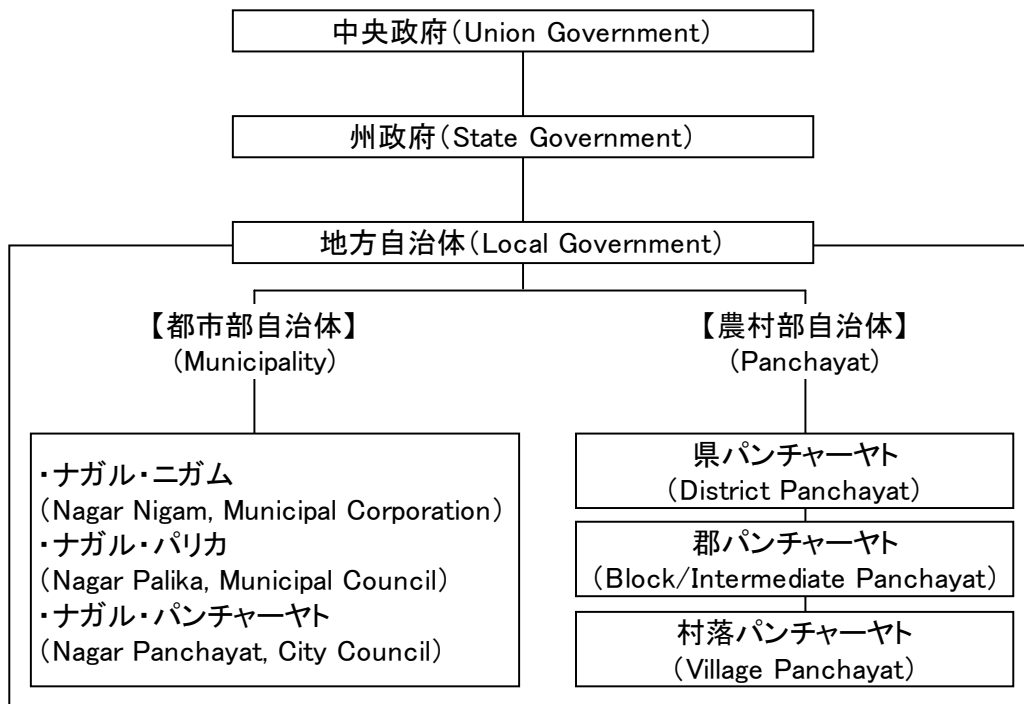 中央政府(Union Government)
州政府(State Government)
地方自治体(Local Government)
【都市部自治体】
(Municipality)
【農村部自治体】
(Panchayat)
・ナガル・ニガム
(Nagar Nigam, Municipal Corporation)
・ナガル・パリカ
(Nagar Palika, Municipal Council)
・ナガル・パンチャーヤト
(Nagar Panchayat, City Council)
県パンチャーヤト
(District Panchayat)
郡パンチャーヤト
(Block/Intermediate Panchayat)
村落パンチャーヤト
(Village Panchayat)